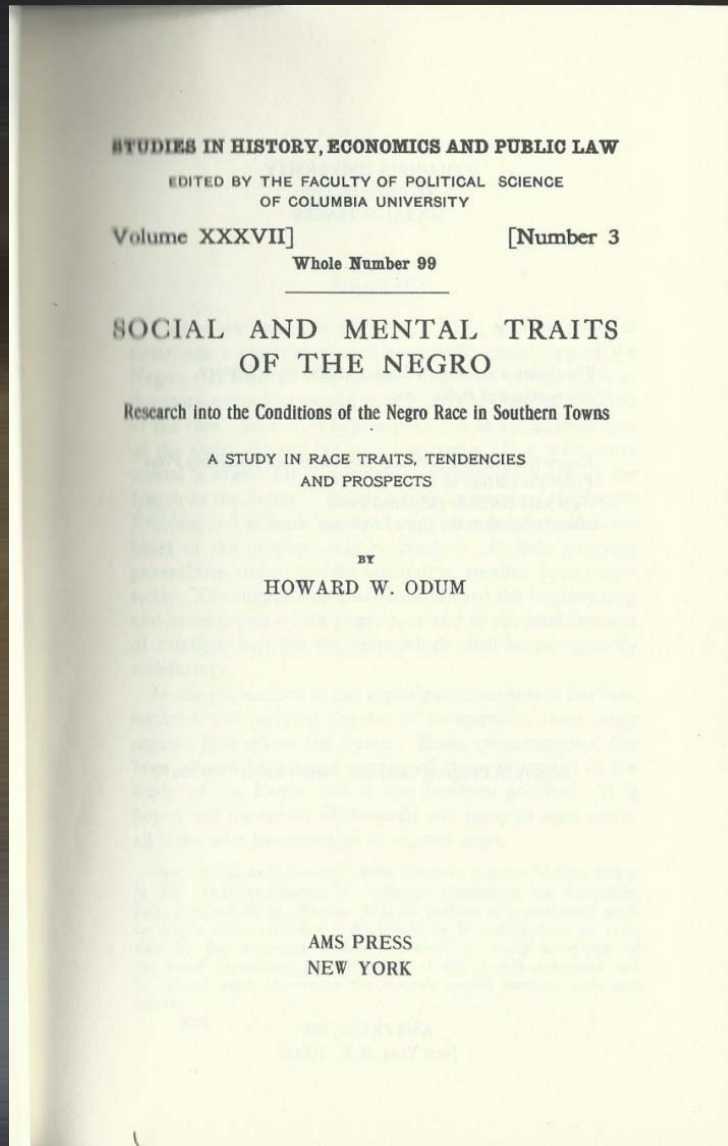 STUDIES IN HISTORY, ECONOMICS AND PUBLIC LAW
EDITED BY THE FACULTY OF POLITICAL SCIENCE
OF COLUMBIA UNIVERSITY
Volume XXXVII] [Number 3
Whole Number 99
SOCIAL AND MENTAL TRAITS
OF THE NEGRO
Research into the Conditions of the Negro Race in Southern Towns
A STUDY IN RACE TRAITS, TENDENCIES
AND PROSPECTS
BY
HOWARD W. ODUM
AMS PRESS
NEW YORK